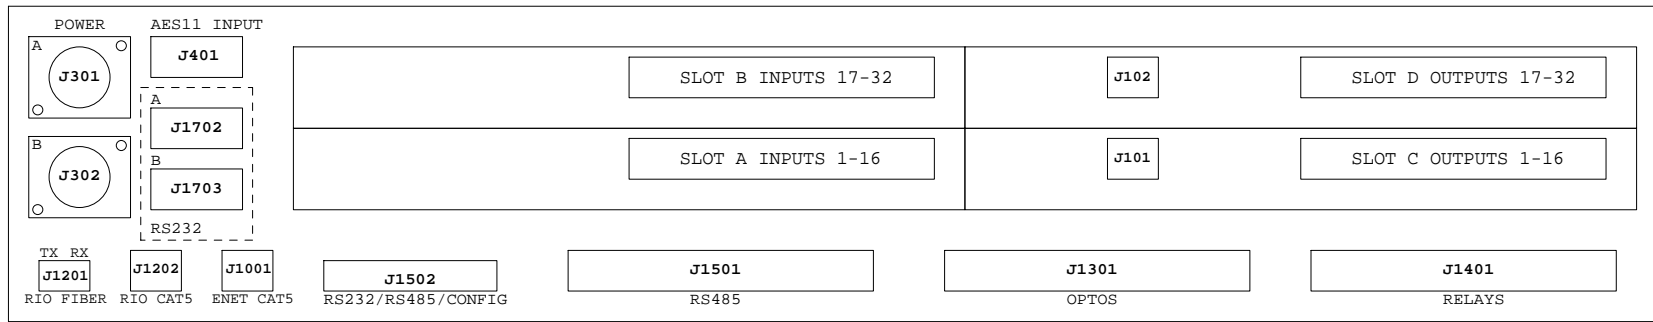 POWER
AES11 INPUT
A
J301
J401
SLOT B INPUTS 17-32
J102
SLOT D OUTPUTS 17-32
A
J1702
B
J302
B
J1703
SLOT A INPUTS 1-16
J101
SLOT C OUTPUTS 1-16
RS232
TX RX
J1201
RIO FIBER
J1202
RIO CAT5
J1001
ENET CAT5
J1502
RS232/RS485/CONFIG
J1501
RS485
J1301
OPTOS
J1401
RELAYS